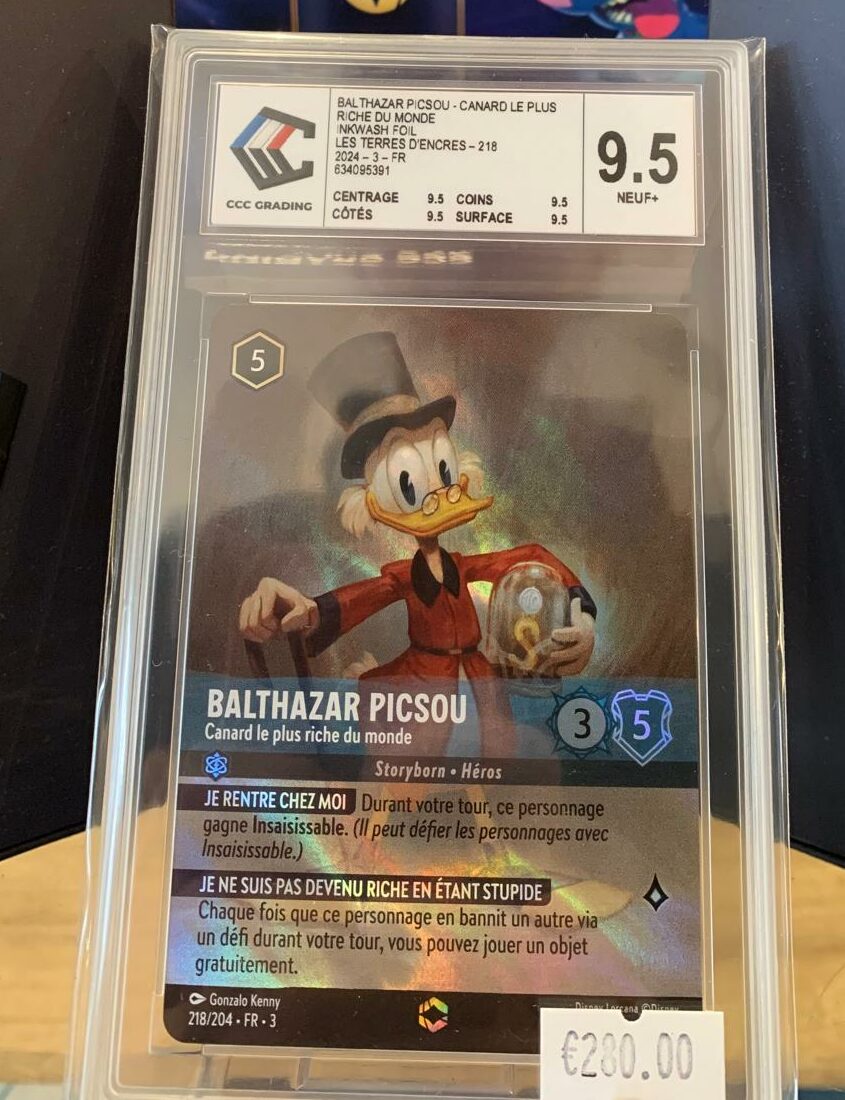 BALTHAZAR PICSOU - CANARD LE PLUS
RICHE DU MONDE
INKWASH FOIL
LES TERRES D'ENCRES – 218
2024 – 3 – FR
634095391
CENTRAGE 9.5 COINS 9.5
CÔTÉS 9.5 SURFACE 9.5
CCC GRADING
9.5
NEUF+
5
BALTHAZAR PICSOU
Canard le plus riche du monde
3 5
Storyborn • Héros
JE RENTRE CHEZ MOI Durant votre tour, ce personnage
gagne Insaisissable. (Il peut défier les personnages avec
Insaisissable.)
JE NE SUIS PAS DEVENU RICHE EN ÉTANT STUPIDE
Chaque fois que ce personnage en bannit un autre via
un défi durant votre tour, vous pouvez jouer un objet
gratuitement.
Gonzalo Kenny
218/204 • FR • 3
Disney Lorcana ©Disney
€280.00